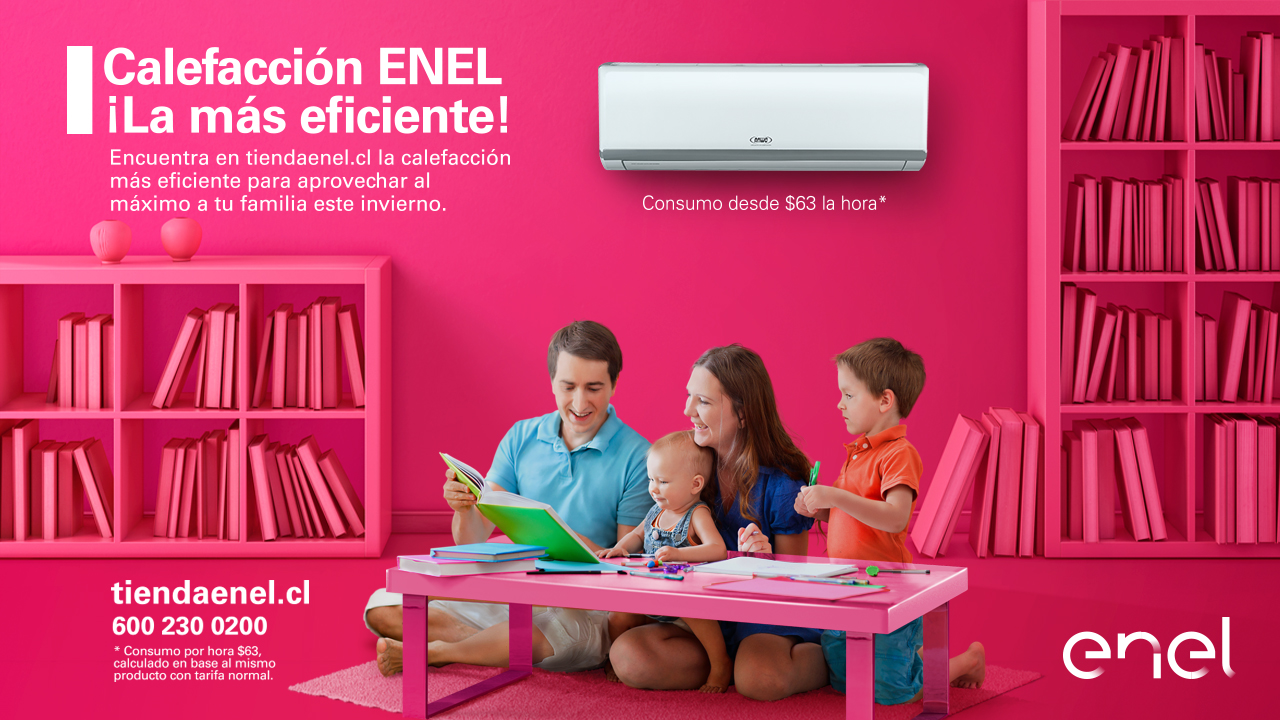 Calefacción ENEL
¡La más eficiente!
Encuentra en tiendaenel.cl la calefacción
más eficiente para aprovechar al
máximo a tu familia este invierno.
ANWO
Consumo desde $63 la hora*
tiendaenel.cl
600 230 0200
* Consumo por hora $63,
calculado en base al mismo
producto con tarifa normal.
enel